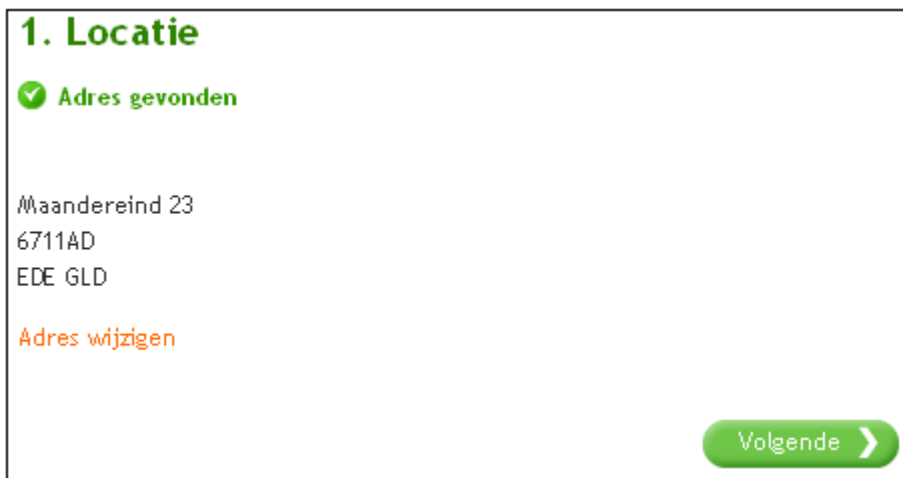 1. Locatie
Adres gevonden
Maandereind 23
6711AD
EDE GLD
Adres wijzigen
Volgende